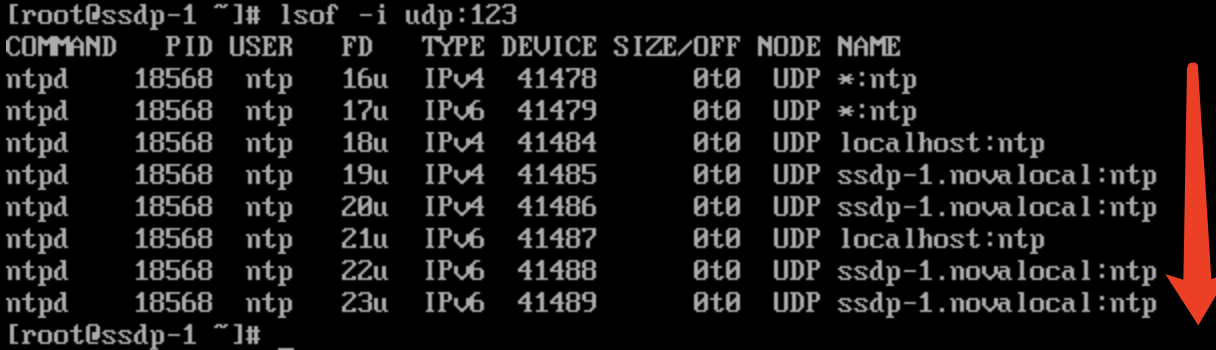 [root@ssdp-1 ~]# lsof -i udp:123
COMMAND PID USER FD TYPE DEVICE SIZE/OFF NODE NAME
ntpd 18568 ntp 16u IPv4 41478 0t0 UDP *:ntp
ntpd 18568 ntp 17u IPv6 41479 0t0 UDP *:ntp
ntpd 18568 ntp 18u IPv4 41484 0t0 UDP localhost:ntp
ntpd 18568 ntp 19u IPv4 41485 0t0 UDP ssdp-1.novalocal:ntp
ntpd 18568 ntp 20u IPv4 41486 0t0 UDP ssdp-1.novalocal:ntp
ntpd 18568 ntp 21u IPv6 41487 0t0 UDP localhost:ntp
ntpd 18568 ntp 22u IPv6 41488 0t0 UDP ssdp-1.novalocal:ntp
ntpd 18568 ntp 23u IPv6 41489 0t0 UDP ssdp-1.novalocal:ntp
[root@ssdp-1 ~]# _